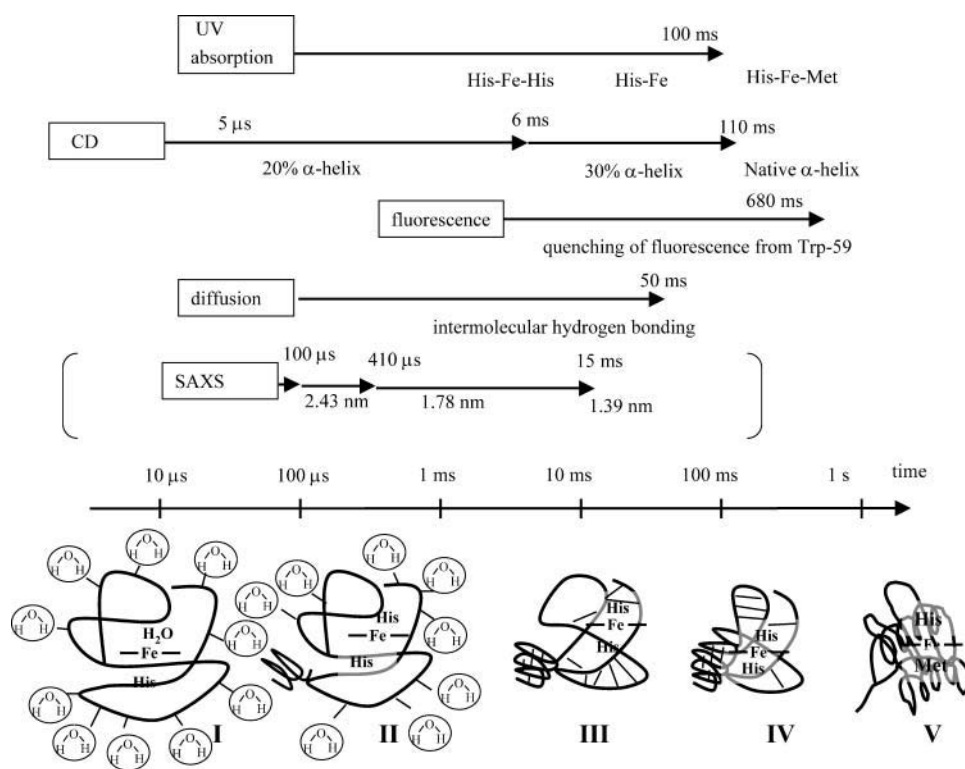 UV
absorption
100 ms
His-Fe-His His-Fe His-Fe-Met
CD
5 μs 6 ms 110 ms
20% α-helix 30% α-helix Native α-helix
680 ms
fluorescence
quenching of fluorescence from Trp-59
diffusion
50 ms
intermolecular hydrogen bonding
SAXS
100 μs 410 μs 15 ms
2.43 nm 1.78 nm 1.39 nm
10 μs 100 μs 1 ms 10 ms 100 ms 1 s time
H O H
H O H
H O H
H O H
H O H
H O H
H O H
H O H
H O H
H₂O
Fe
His
I
H O H
H O H
H O H
H O H
H O H
H O H
H O H
H O H
His
Fe
His
II
His
Fe
His
III
His
Fe
His
IV
His
Fe
Met
V